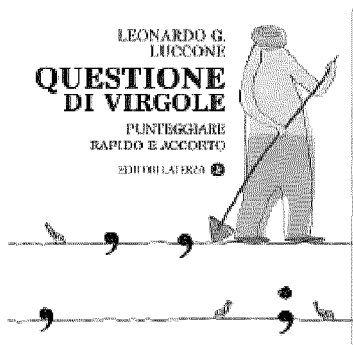 LEONARDO G.
LUCCONE
QUESTIONE
DI VIRGOLE
PUNTEGGIARE
RAPIDO E ACCORTO
EDITORI LATERZA